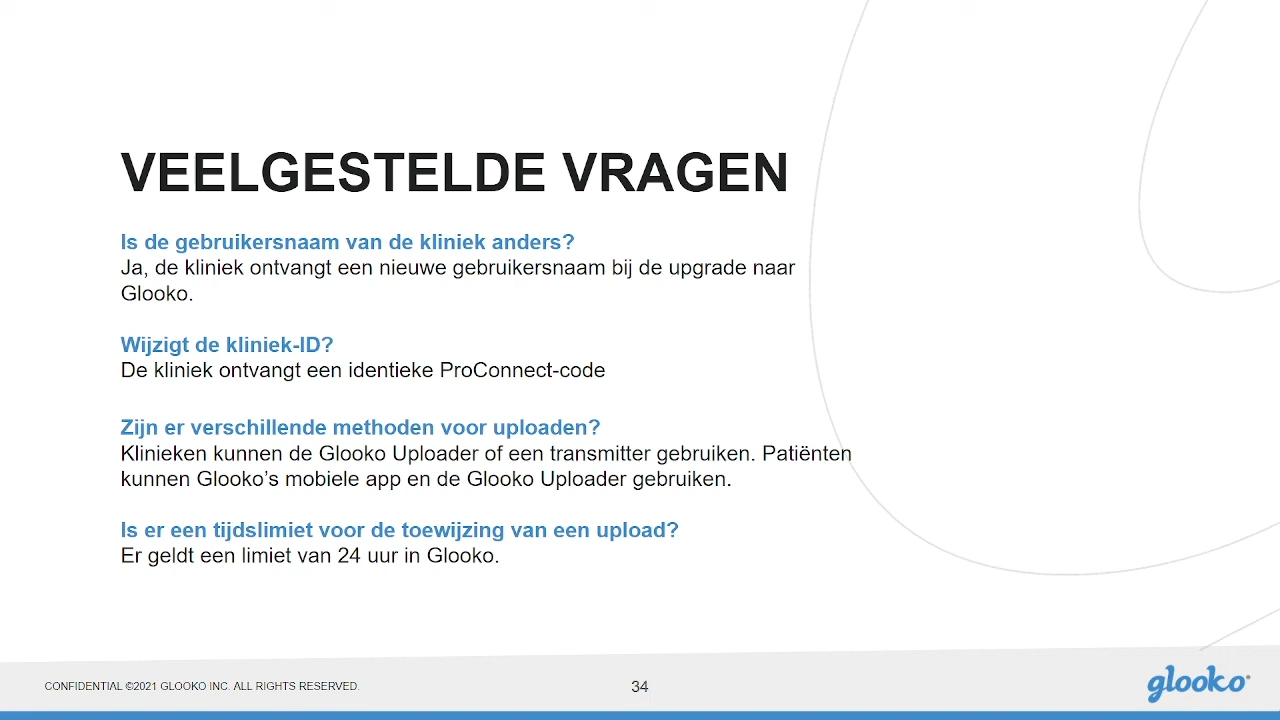 VEELGESTELDE VRAGEN
Is de gebruikersnaam van de kliniek anders?
Ja, de kliniek ontvangt een nieuwe gebruikersnaam bij de upgrade naar
Glooko.
Wijzigt de kliniek-ID?
De kliniek ontvangt een identieke ProConnect-code
Zijn er verschillende methoden voor uploaden?
Klinieken kunnen de Glooko Uploader of een transmitter gebruiken. Patiënten
kunnen Glooko’s mobiele app en de Glooko Uploader gebruiken.
Is er een tijdslimiet voor de toewijzing van een upload?
Er geldt een limiet van 24 uur in Glooko.
CONFIDENTIAL ©2021 GLOOKO INC. ALL RIGHTS RESERVED.
34
glooko